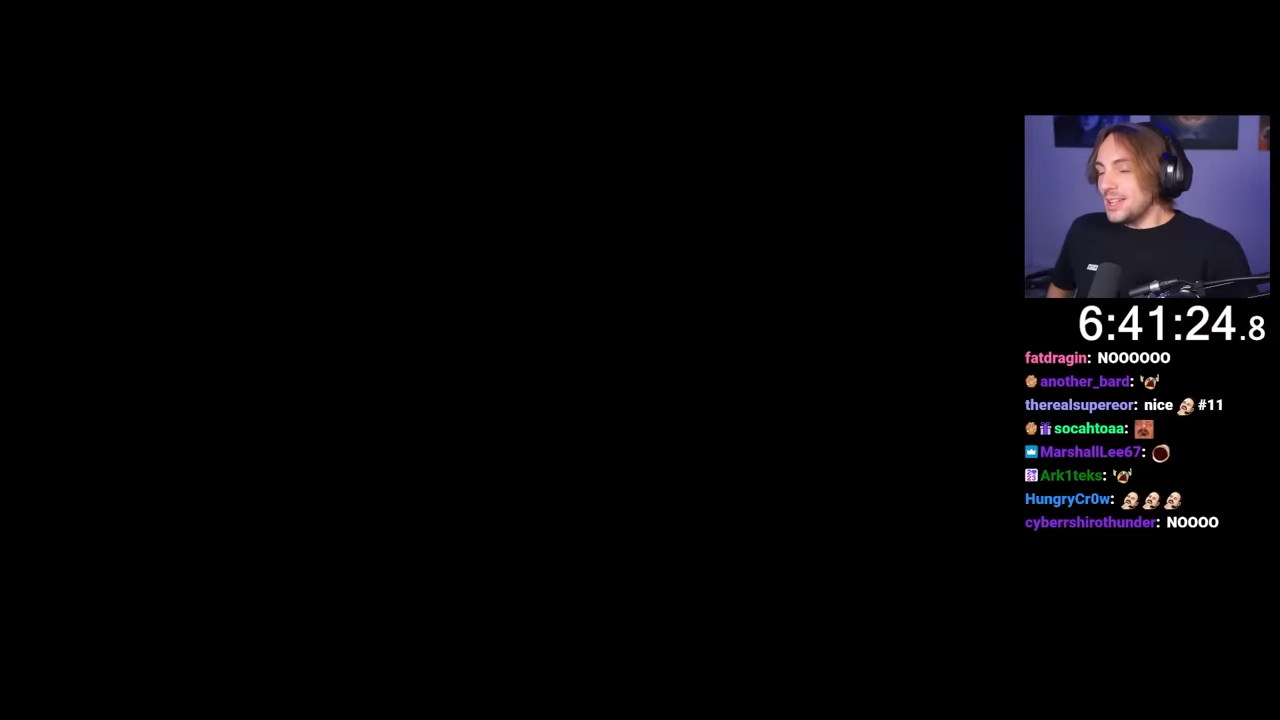 6:41:24.8
fatdragin: NOOOOOO
another_bard:
therealsupereor: nice #11
socahtoaa:
MarshallLee67:
Ark1teks:
HungryCr0w:
cyberrshirothunder: NOOOO